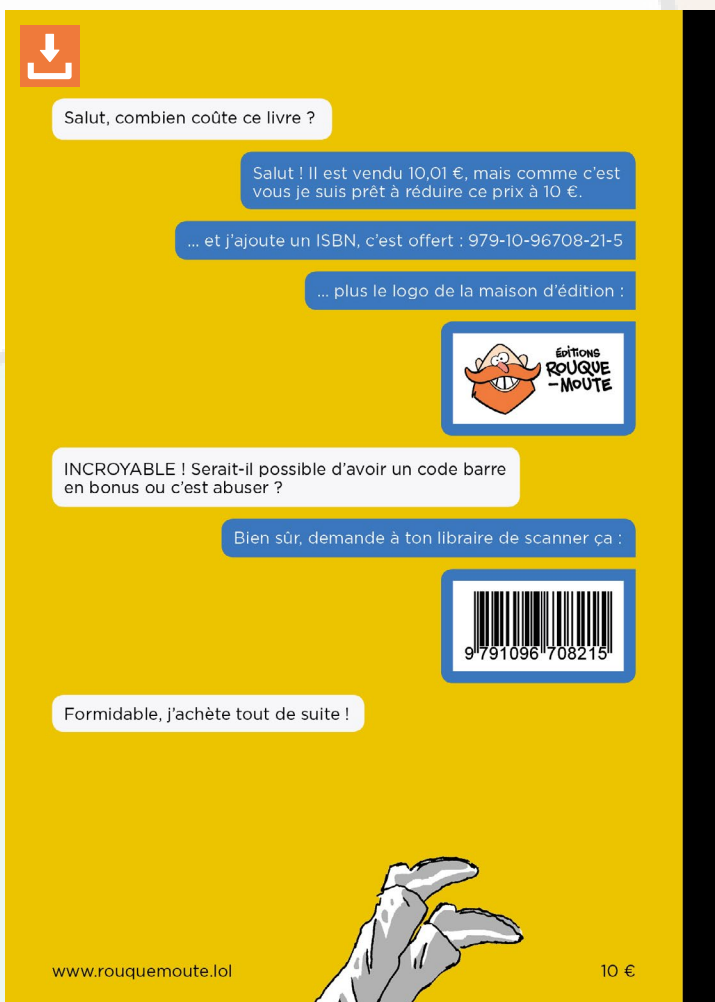 Salut, combien coûte ce livre ?
Salut ! Il est vendu 10,01 €, mais comme c'est
vous je suis prêt à réduire ce prix à 10 €.
... et j'ajoute un ISBN, c'est offert : 979-10-96708-21-5
... plus le logo de la maison d'édition :
ÉDITIONS
ROUQUE
-MOUTE
INCROYABLE ! Serait-il possible d'avoir un code barre
en bonus ou c'est abuser ?
Bien sûr, demande à ton libraire de scanner ça :
9 791096 708215
Formidable, j'achète tout de suite !
www.rouquemoute.lol
10 €